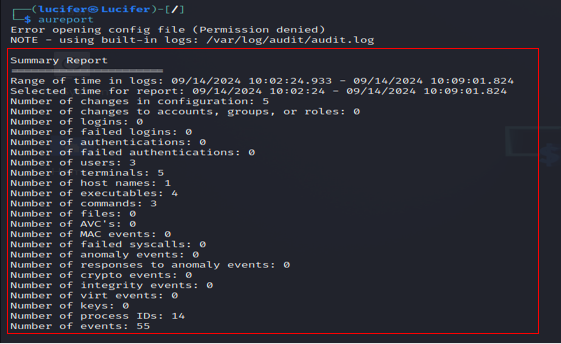 (lucifer㉿Lucifer)-[/]
$ aureport
Error opening config file (Permission denied)
NOTE - using built-in logs: /var/log/audit/audit.log
Summary Report
======================
Range of time in logs: 09/14/2024 10:02:24.933 - 09/14/2024 10:09:01.824
Selected time for report: 09/14/2024 10:02:24 - 09/14/2024 10:09:01.824
Number of changes in configuration: 5
Number of changes to accounts, groups, or roles: 0
Number of logins: 0
Number of failed logins: 0
Number of authentications: 0
Number of failed authentications: 0
Number of users: 3
Number of terminals: 5
Number of host names: 1
Number of executables: 4
Number of commands: 3
Number of files: 0
Number of AVC's: 0
Number of MAC events: 0
Number of failed syscalls: 0
Number of anomaly events: 0
Number of responses to anomaly events: 0
Number of crypto events: 0
Number of integrity events: 0
Number of virt events: 0
Number of keys: 0
Number of process IDs: 14
Number of events: 55